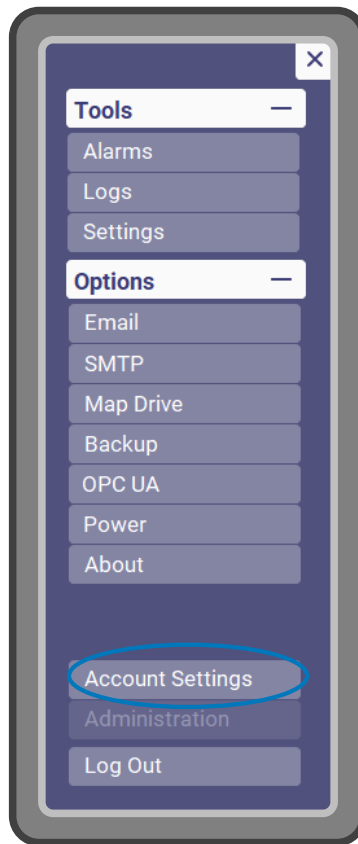 Tools
Alarms
Logs
Settings
Options
Email
SMTP
Map Drive
Backup
OPC UA
Power
About
Account Settings
Administration
Log Out